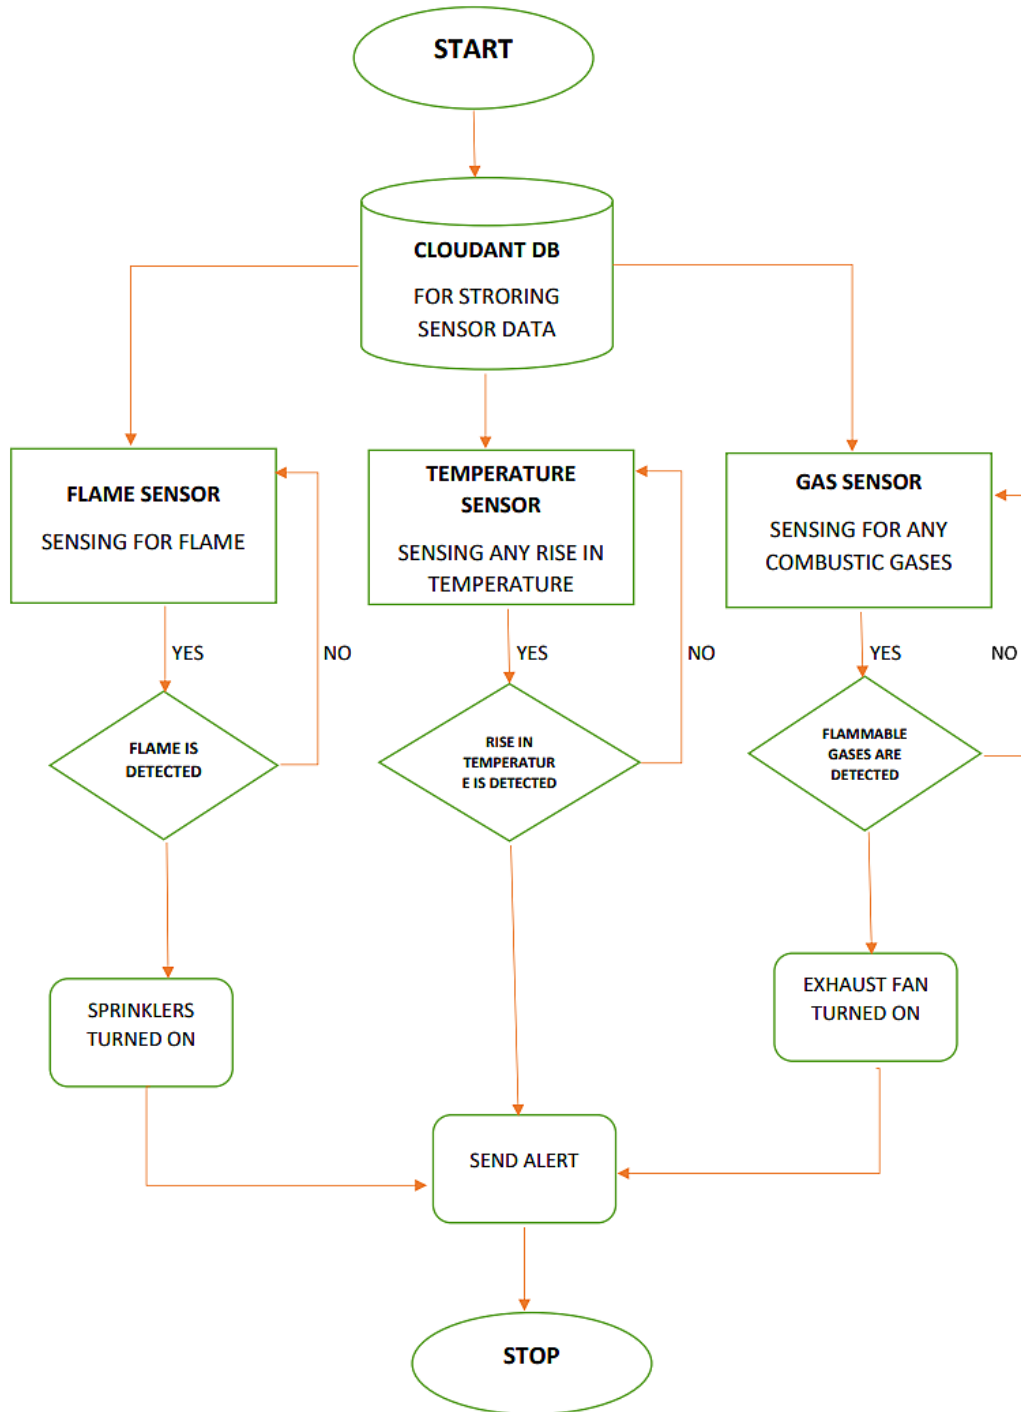 START
CLOUDANT DB
FOR STRORING
SENSOR DATA
FLAME SENSOR
SENSING FOR FLAME
TEMPERATURE
SENSOR
SENSING ANY RISE IN
TEMPERATURE
GAS SENSOR
SENSING FOR ANY
COMBUSTIC GASES
YES
NO
YES
NO
YES
NO
FLAME IS
DETECTED
RISE IN
TEMPERATUR
E IS DETECTED
FLAMMABLE
GASES ARE
DETECTED
SPRINKLERS
TURNED ON
EXHAUST FAN
TURNED ON
SEND ALERT
STOP